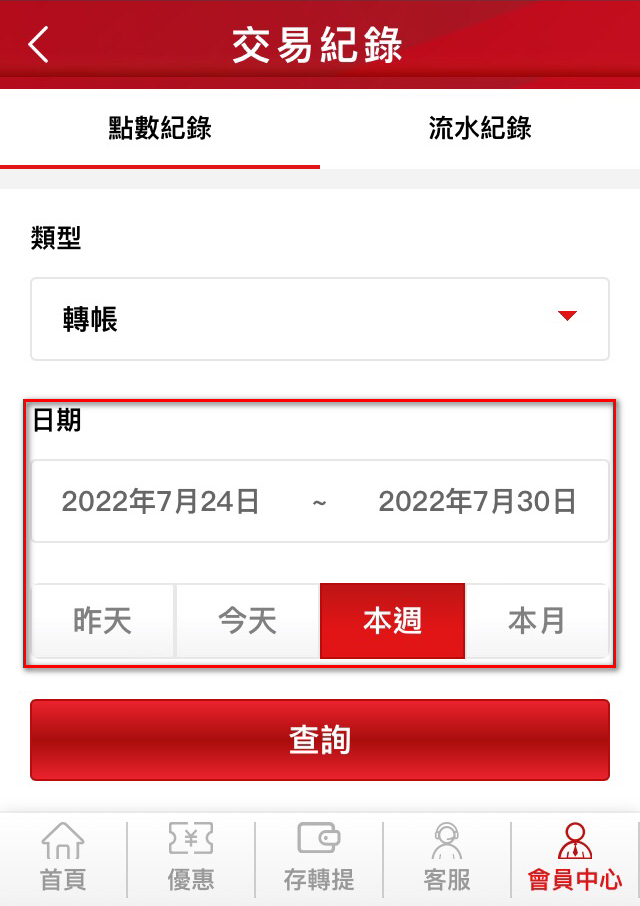 交易紀錄
點數紀錄 流水紀錄
類型
轉帳
日期
2022年7月24日 ~ 2022年7月30日
昨天 今天 本週 本月
查詢
首頁 優惠 存轉提 客服 會員中心